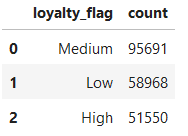 loyalty_flag count
0 Medium 95691
1 Low 58968
2 High 51550